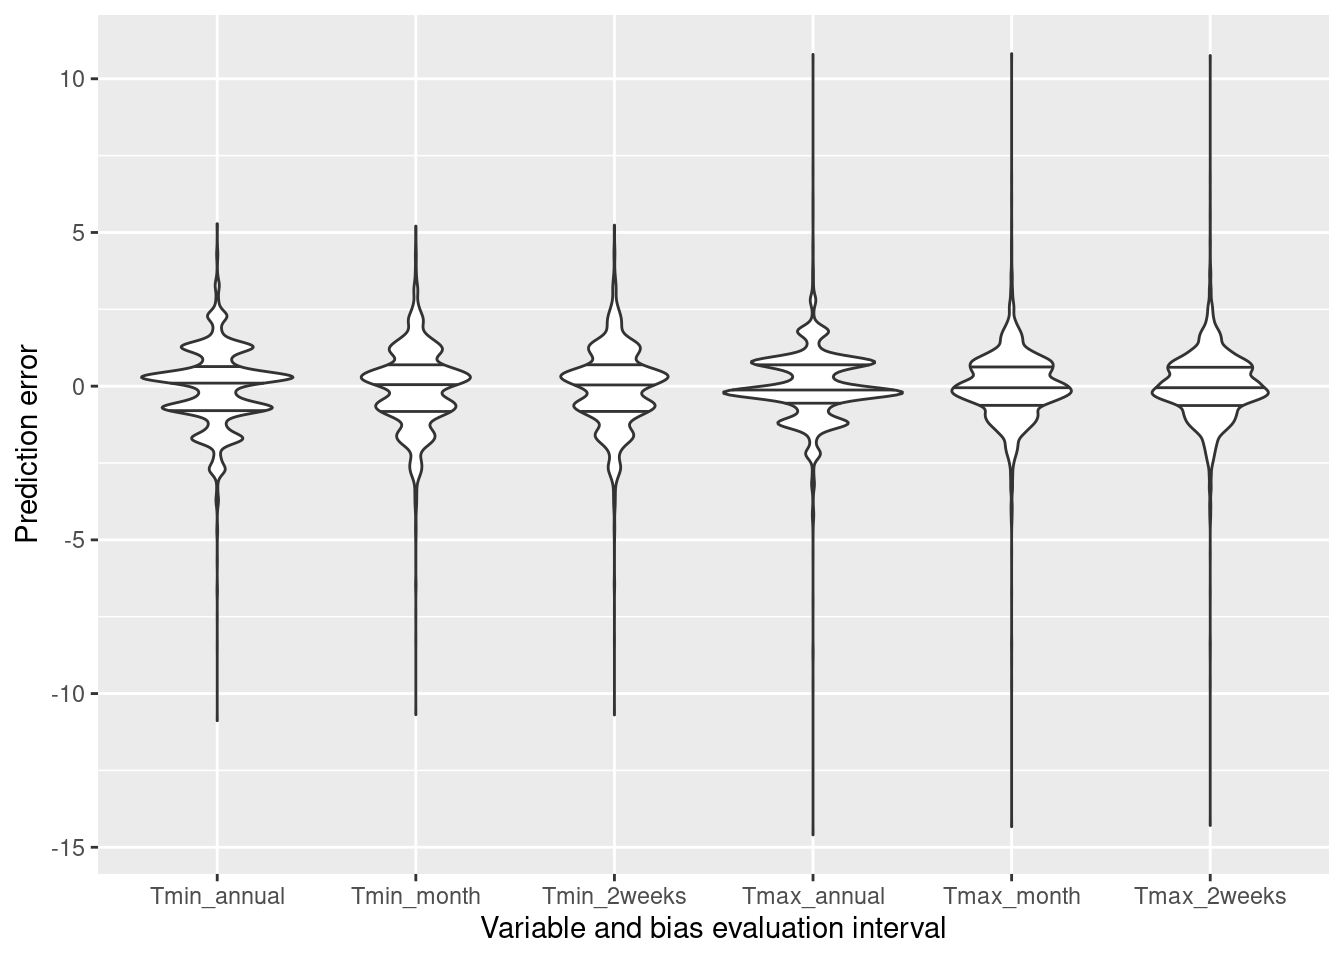 Prediction error
10
5
0
-5
-10
-15
Tmin_annual Tmin_month Tmin_2weeks Tmax_annual Tmax_month Tmax_2weeks
Variable and bias evaluation interval